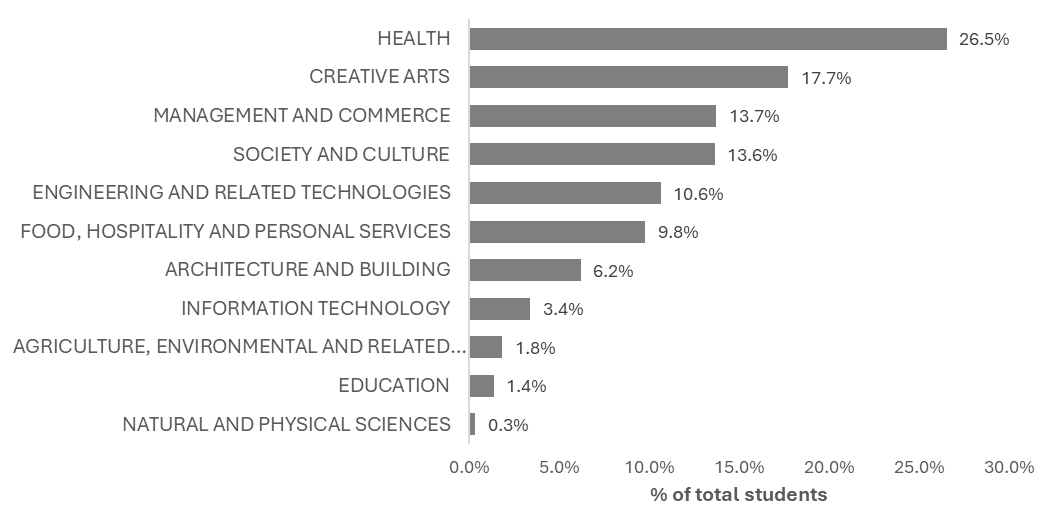 HEALTH 26.5%
CREATIVE ARTS 17.7%
MANAGEMENT AND COMMERCE 13.7%
SOCIETY AND CULTURE 13.6%
ENGINEERING AND RELATED TECHNOLOGIES 10.6%
FOOD, HOSPITALITY AND PERSONAL SERVICES 9.8%
ARCHITECTURE AND BUILDING 6.2%
INFORMATION TECHNOLOGY 3.4%
AGRICULTURE, ENVIRONMENTAL AND RELATED... 1.8%
EDUCATION 1.4%
NATURAL AND PHYSICAL SCIENCES 0.3%
0.0% 5.0% 10.0% 15.0% 20.0% 25.0% 30.0%
% of total students